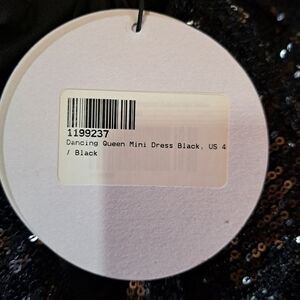 1199237
Dancing Queen Mini Dress Black, US 4
/ Black